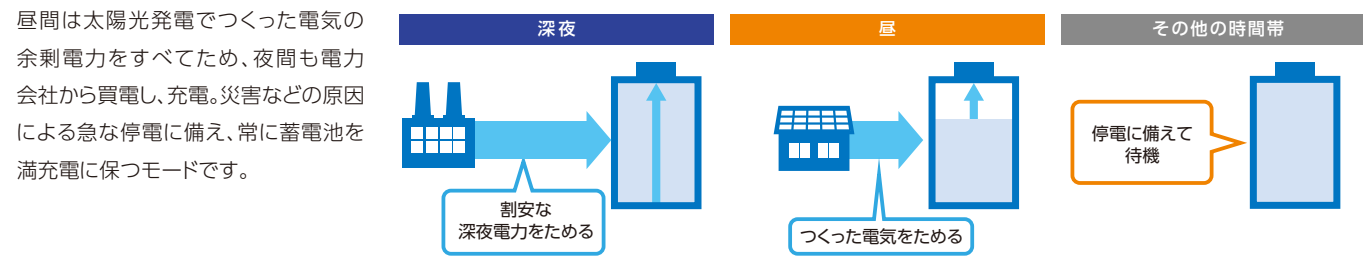 昼間は太陽光発電でつくった電気の
余剰電力をすべてため、夜間も電力
会社から買電し、充電。災害などの原因
による急な停電に備え、常に蓄電池を
満充電に保つモードです。
深夜
割安な
深夜電力をためる
昼
つくった電気をためる
その他の時間帯
停電に備えて
待機